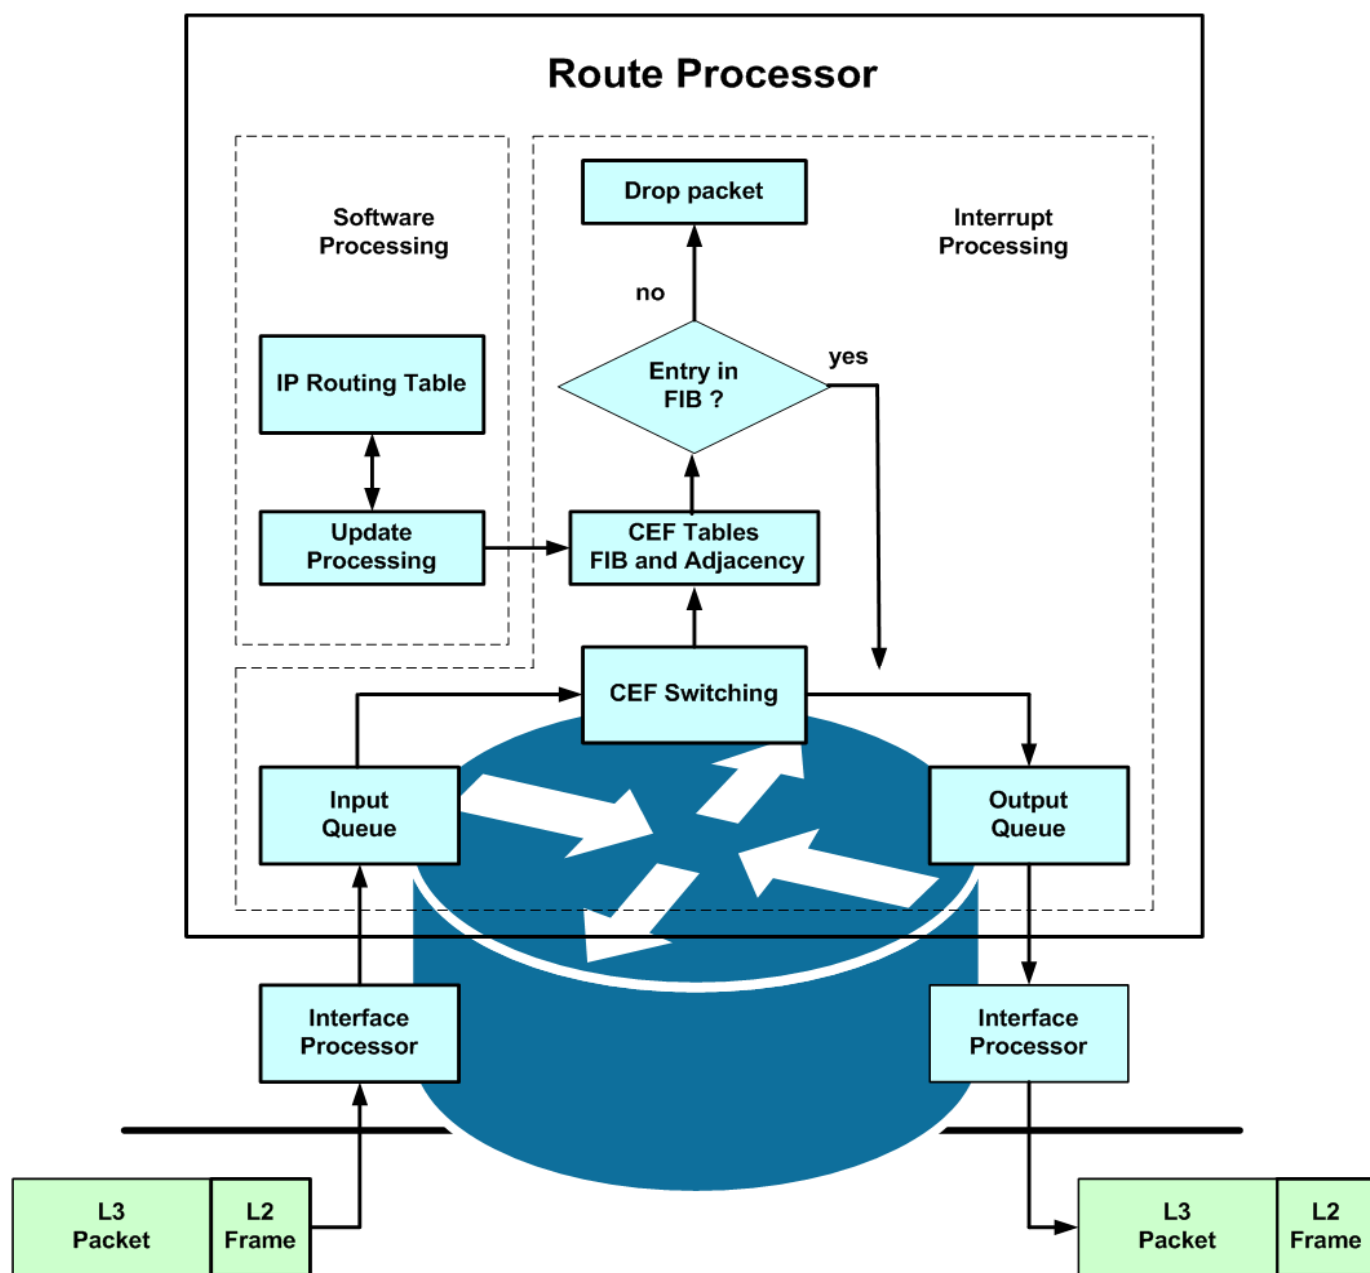 Route Processor
Software
Processing
Drop packet
Interrupt
Processing
no
yes
IP Routing Table
Entry in
FIB ?
Update
Processing
CEF Tables
FIB and Adjacency
CEF Switching
Input
Queue
Output
Queue
Interface
Processor
Interface
Processor
L3
Packet
L2
Frame
L3
Packet
L2
Frame